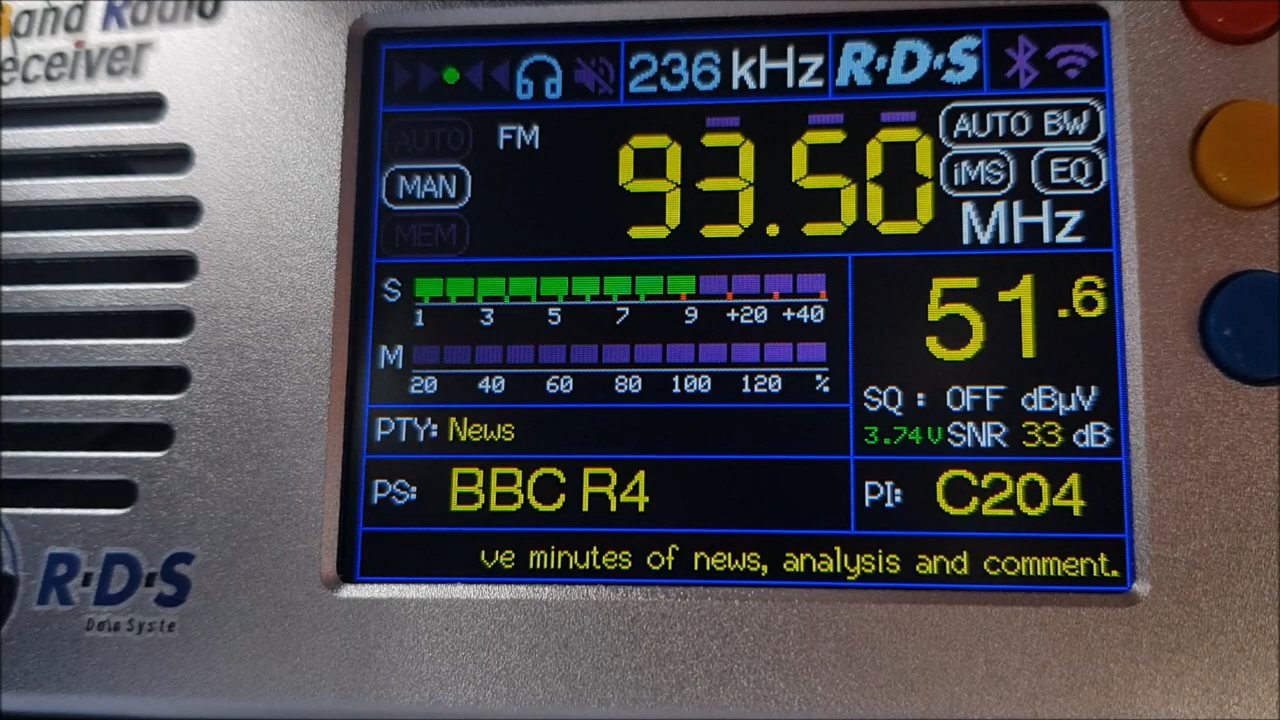 Band Radio
eceiver
236 kHz R·D·S
AUTO FM 93.50 MHz AUTO BW
MAN iMS EQ
MEM
S 1 3 5 7 9 +20 +40
51.6
M 20 40 60 80 100 120 %
SQ : OFF dBµV
3.74V SNR 33 dB
PTY: News
PS: BBC R4
PI: C204
ve minutes of news, analysis and comment.
R·D·S
Data Syste